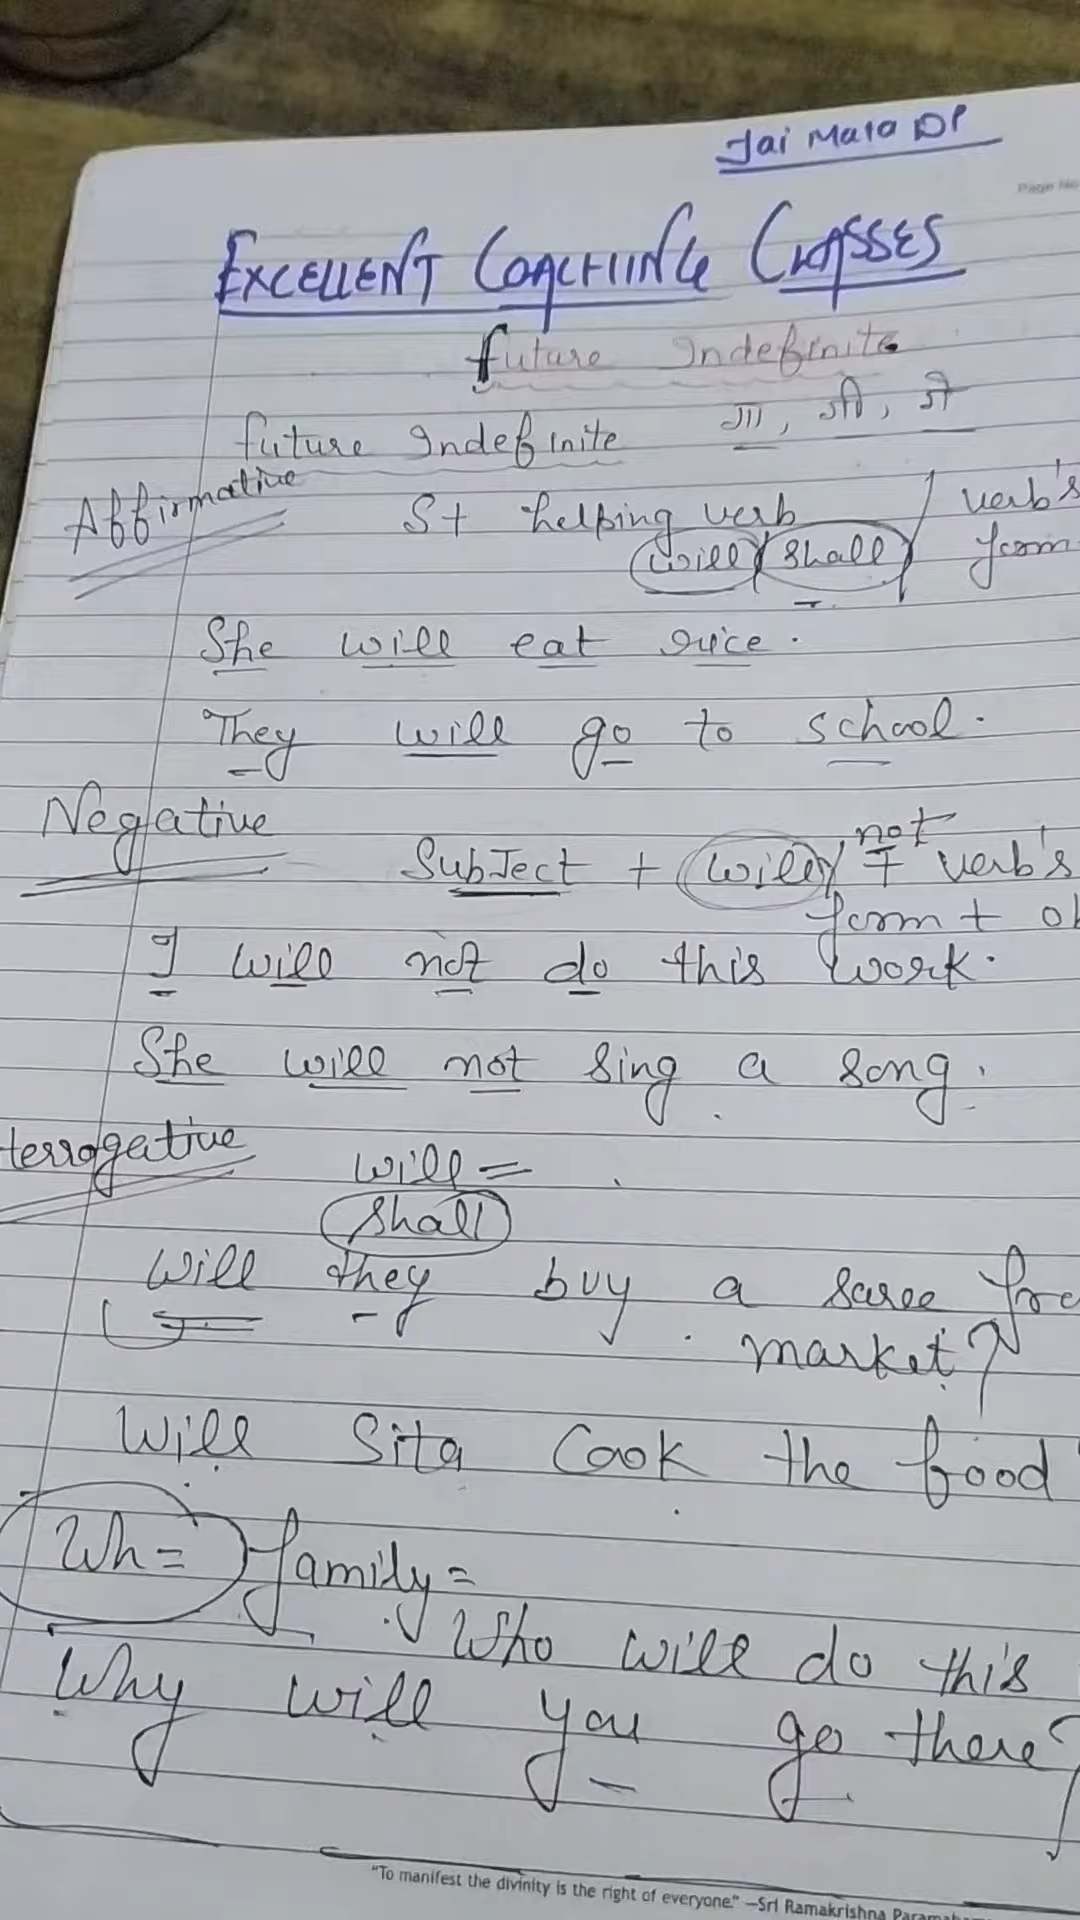 Jai Mata DP
Page No
EXCELLENT COACHING CLASSES
future Indefinite
future Indefinite गा, गी, गे
Affirmative
S+ helping verb / verb's
will/shall / form
She will eat rice.
They will go to school.
Negative
not
Subject + will/ + verb's
form + ob
I will not do this work.
She will not sing a song.
terrogative will =
shall
Will they buy a saree fro
market?
Will Sita Cook the food
Wh = family =
Who will do this
Why will you go there?
"To manifest the divinity is the right of everyone." —Sri Ramakrishna Paramah